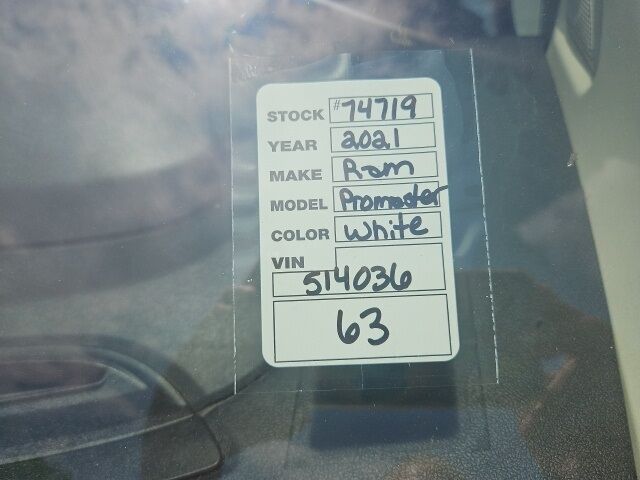 STOCK #74719
YEAR 2021
MAKE Ram
MODEL Promaster
COLOR White
VIN
514036
63